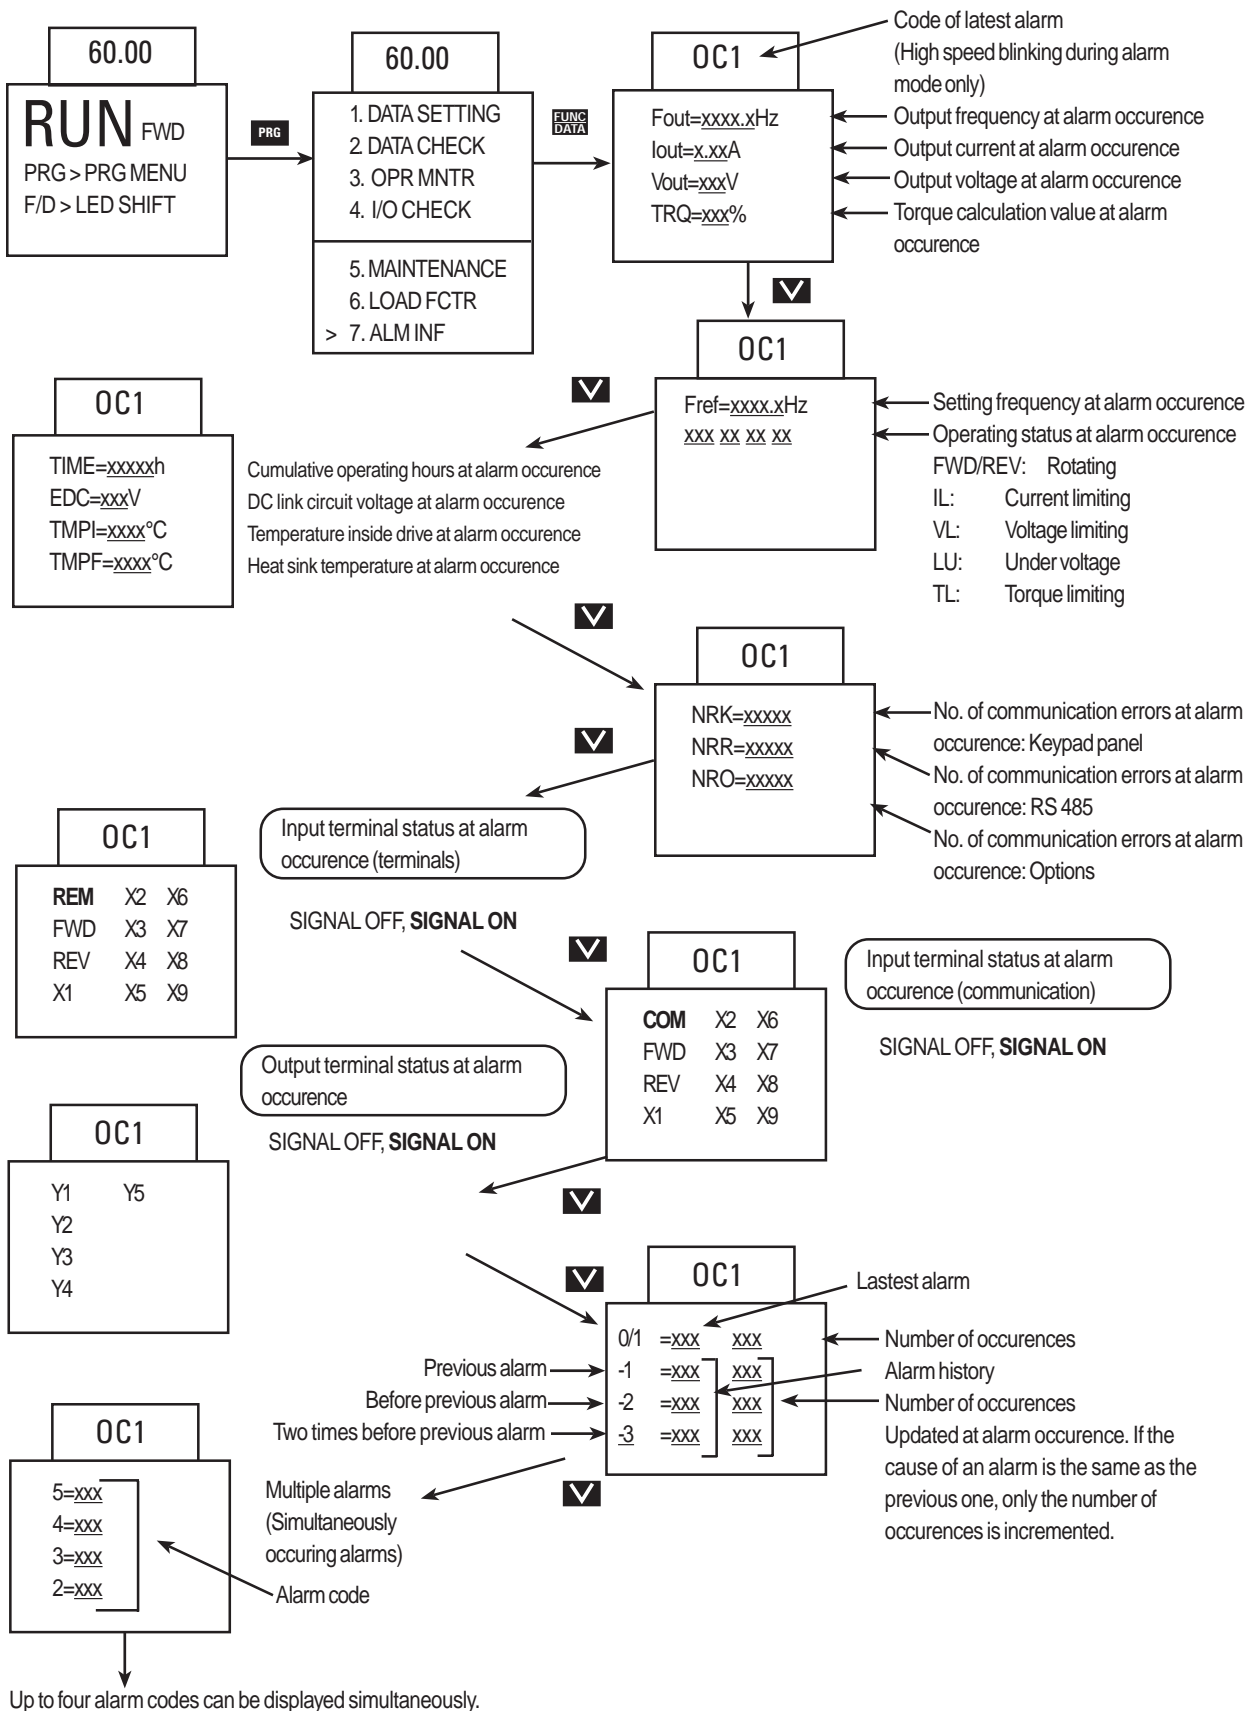 60.00
RUN FWD
PRG > PRG MENU
F/D > LED SHIFT
PRG
60.00
1. DATA SETTING
2. DATA CHECK
3. OPR MNTR
4. I/O CHECK
5. MAINTENANCE
6. LOAD FCTR
> 7. ALM INF
FUNC
DATA
OC1
Fout=xxxx.xHz
Iout=x.xxA
Vout=xxxV
TRQ=xxx%
Code of latest alarm
(High speed blinking during alarm
mode only)
Output frequency at alarm occurence
Output current at alarm occurence
Output voltage at alarm occurence
Torque calculation value at alarm
occurence
OC1
Fref=xxxx.xHz
xxx xx xx xx
Setting frequency at alarm occurence
Operating status at alarm occurence
FWD/REV: Rotating
IL: Current limiting
VL: Voltage limiting
LU: Under voltage
TL: Torque limiting
OC1
TIME=xxxxxh
EDC=xxxV
TMPI=xxxx°C
TMPF=xxxx°C
Cumulative operating hours at alarm occurence
DC link circuit voltage at alarm occurence
Temperature inside drive at alarm occurence
Heat sink temperature at alarm occurence
OC1
NRK=xxxxx
NRR=xxxxx
NRO=xxxxx
No. of communication errors at alarm
occurence: Keypad panel
No. of communication errors at alarm
occurence: RS 485
No. of communication errors at alarm
occurence: Options
OC1
REM X2 X6
FWD X3 X7
REV X4 X8
X1 X5 X9
Input terminal status at alarm
occurence (terminals)
SIGNAL OFF, SIGNAL ON
OC1
COM X2 X6
FWD X3 X7
REV X4 X8
X1 X5 X9
Input terminal status at alarm
occurence (communication)
SIGNAL OFF, SIGNAL ON
Output terminal status at alarm
occurence
SIGNAL OFF, SIGNAL ON
OC1
Y1 Y5
Y2
Y3
Y4
OC1
0/1 =xxx xxx
-1 =xxx xxx
-2 =xxx xxx
-3 =xxx xxx
Previous alarm
Before previous alarm
Two times before previous alarm
Lastest alarm
Number of occurences
Alarm history
Number of occurences
Updated at alarm occurence. If the
cause of an alarm is the same as the
previous one, only the number of
occurences is incremented.
OC1
5=xxx
4=xxx
3=xxx
2=xxx
Multiple alarms
(Simultaneously
occuring alarms)
Alarm code
Up to four alarm codes can be displayed simultaneously.